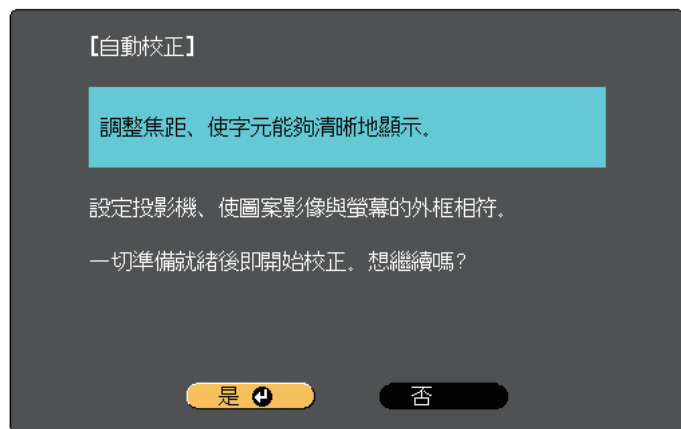 【自動校正】
調整焦距、使字元能夠清晰地顯示。
設定投影機、使圖案影像與螢幕的外框相符。
一切準備就緒後即開始校正。想繼續嗎?
是
否